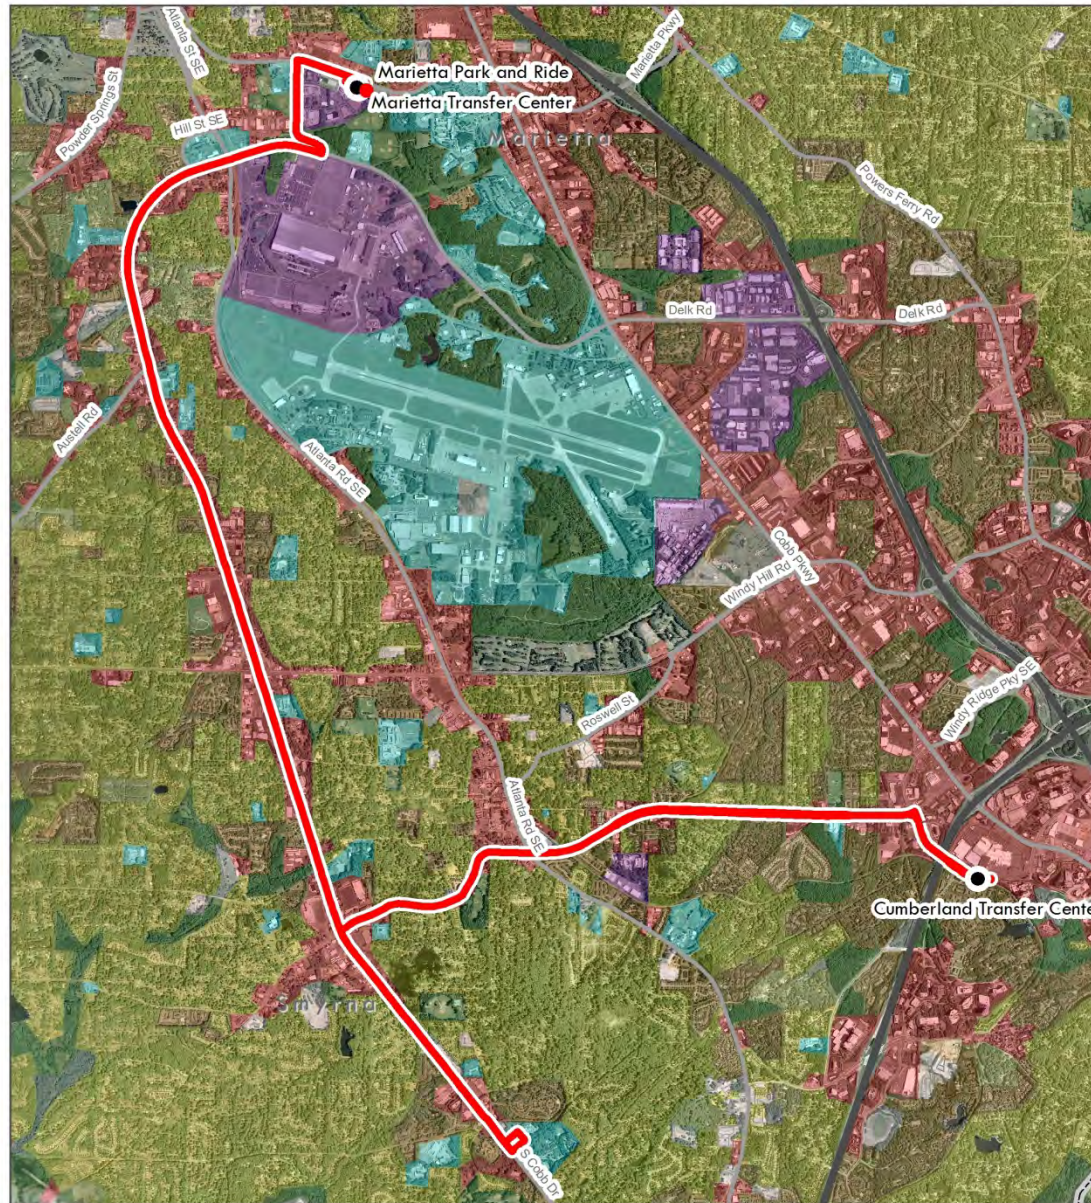 Atlanta St SE
Marietta Pkwy
Marietta Park and Ride
Marietta Transfer Center
Powder Springs St
Hill St SE
Marietta
Powers Ferry Rd
Delk Rd
Delk Rd
Austell Rd
Atlanta Rd SE
Cobb Pkwy
Windy Hill Rd
Windy Ridge Pky SE
Roswell St
Atlanta Rd SE
Cumberland Transfer Cente
Smyrna
S Cobb Dr